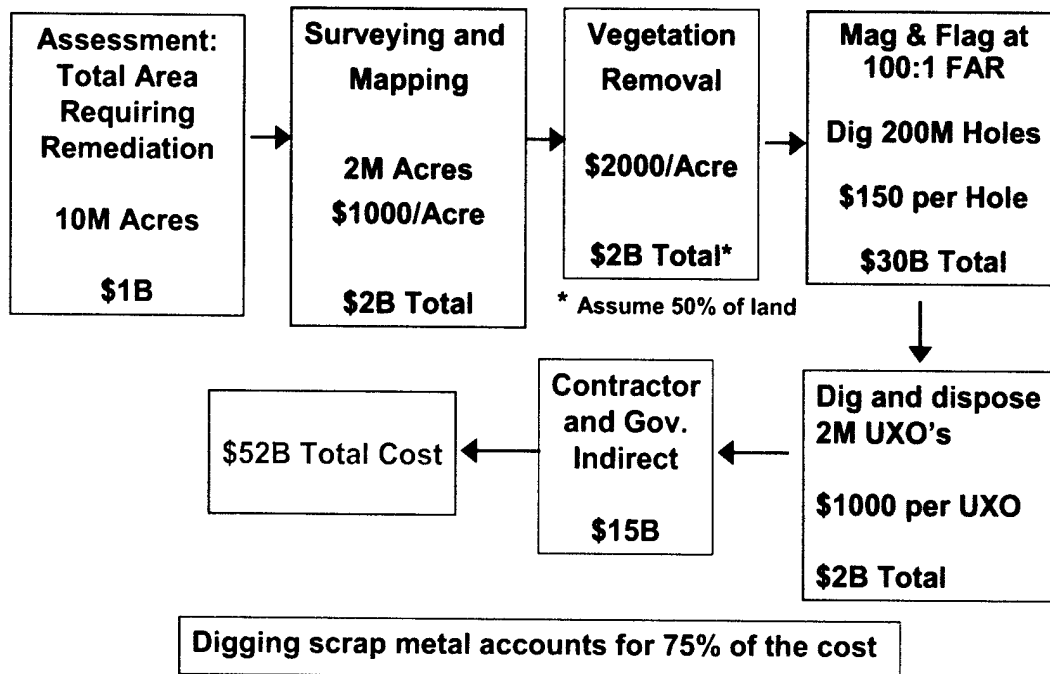 Assessment:
Total Area
Requiring
Remediation
10M Acres
$1B
Surveying and
Mapping
2M Acres
$1000/Acre
$2B Total
Vegetation
Removal
$2000/Acre
$2B Total*
* Assume 50% of land
Mag & Flag at
100:1 FAR
Dig 200M Holes
$150 per Hole
$30B Total
Dig and dispose
2M UXO's
$1000 per UXO
$2B Total
Contractor
and Gov.
Indirect
$15B
$52B Total Cost
Digging scrap metal accounts for 75% of the cost